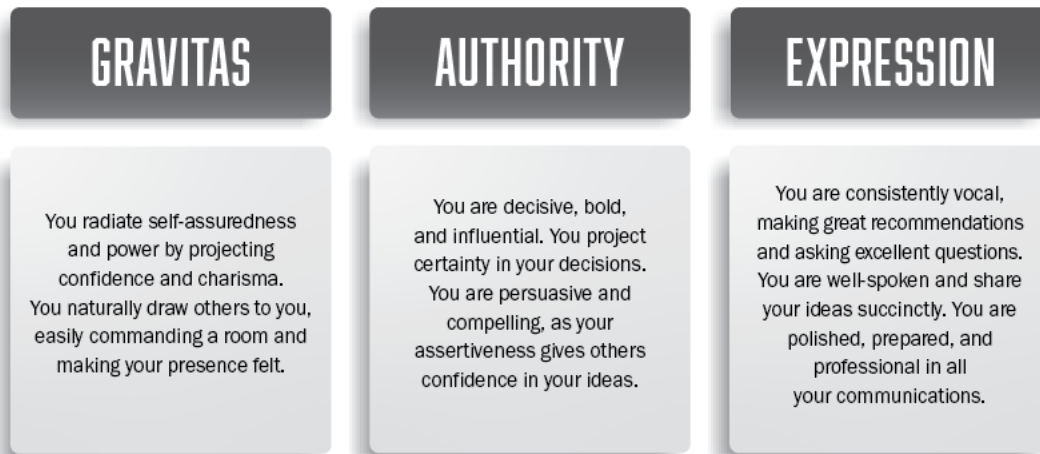 GRAVITAS
You radiate self-assuredness
and power by projecting
confidence and charisma.
You naturally draw others to you,
easily commanding a room and
making your presence felt.
AUTHORITY
You are decisive, bold,
and influential. You project
certainty in your decisions.
You are persuasive and
compelling, as your
assertiveness gives others
confidence in your ideas.
EXPRESSION
You are consistently vocal,
making great recommendations
and asking excellent questions.
You are well-spoken and share
your ideas succinctly. You are
polished, prepared, and
professional in all
your communications.